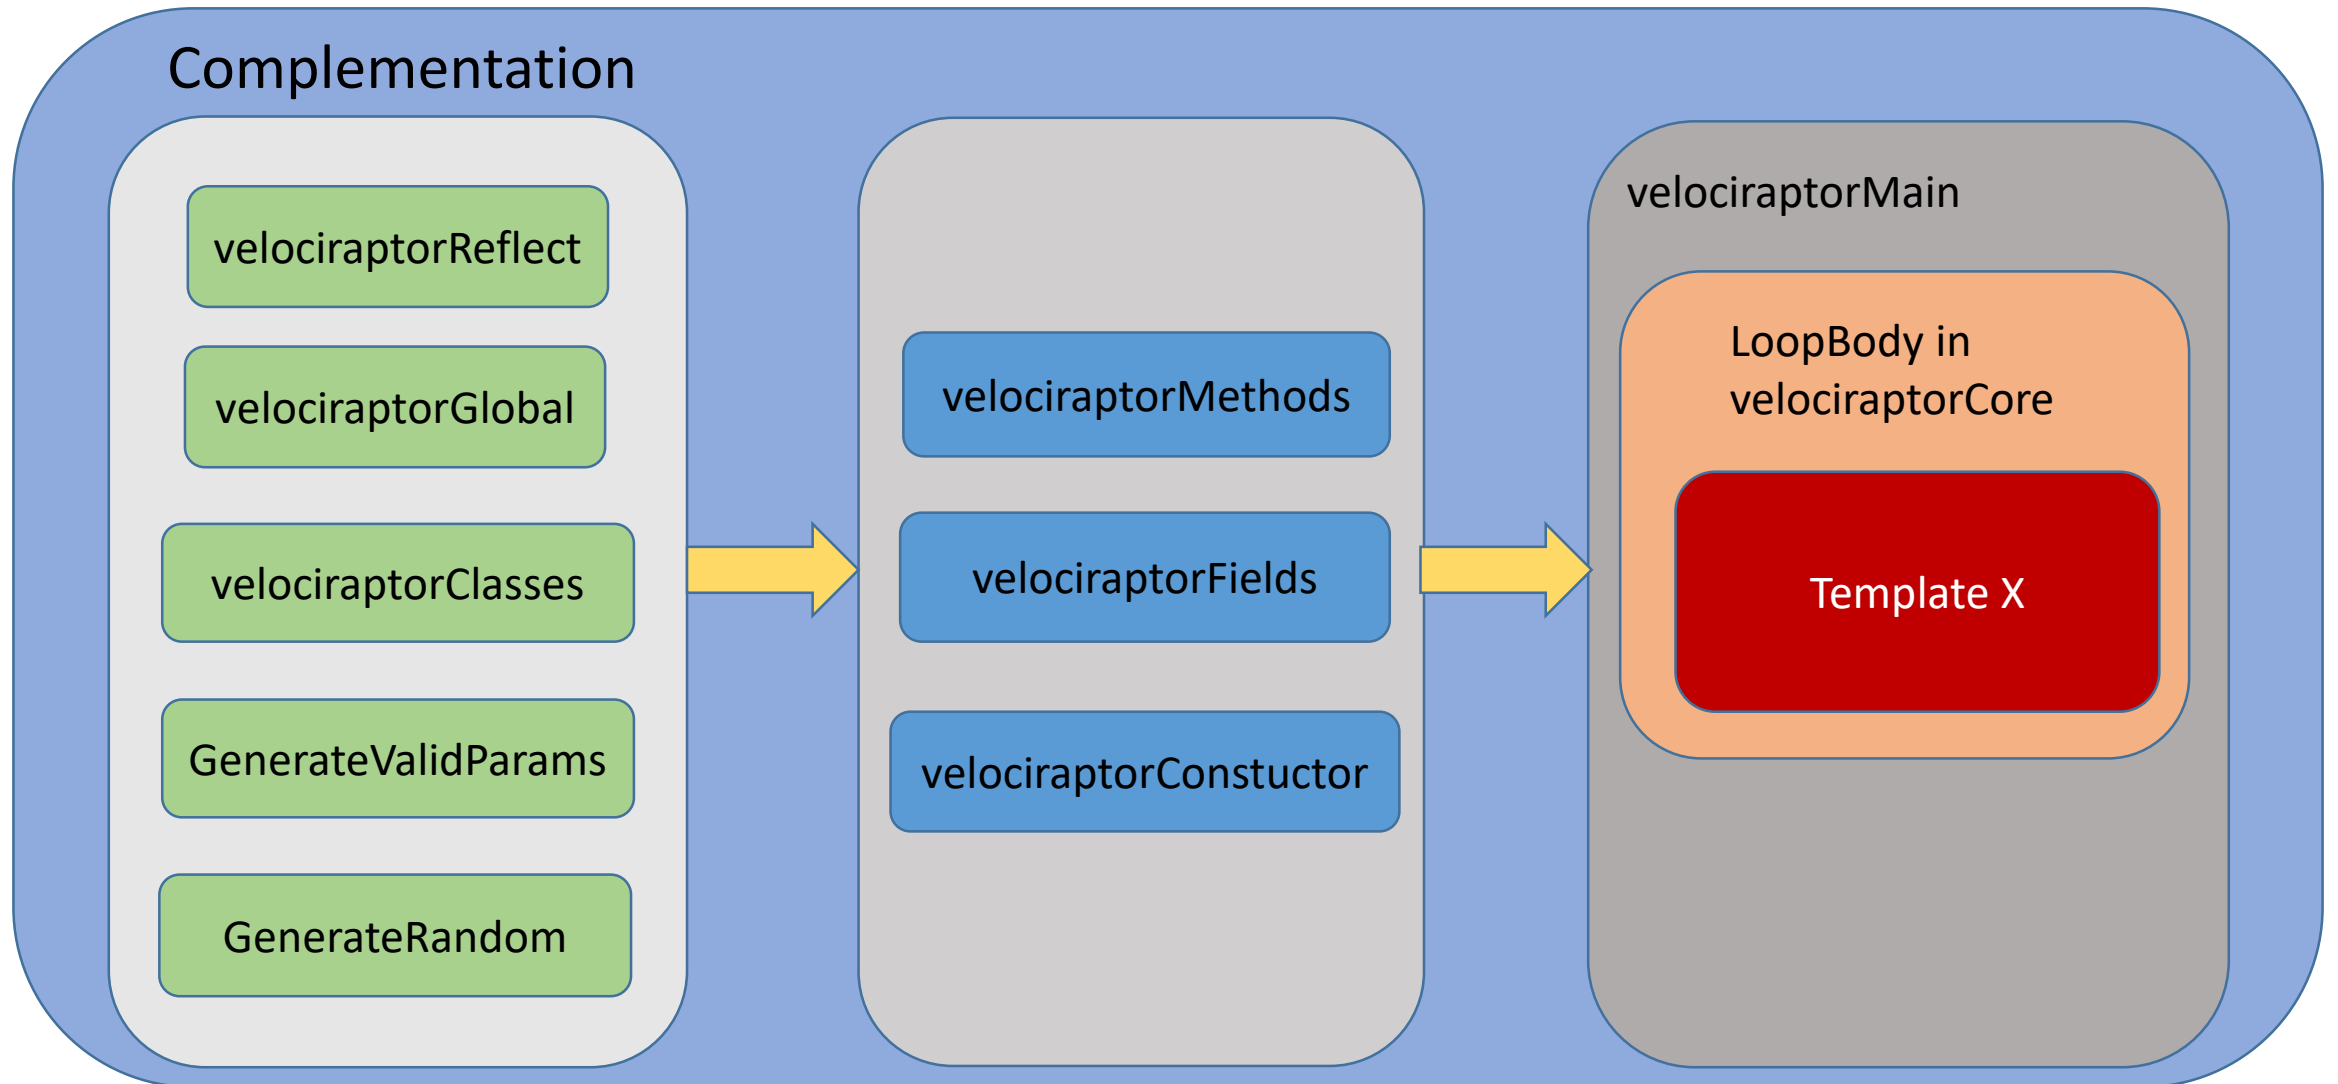 Complementation
velociraptorReflect
velociraptorGlobal
velociraptorClasses
GenerateValidParams
GenerateRandom
velociraptorMethods
velociraptorFields
velociraptorConstuctor
velociraptorMain
LoopBody in
velociraptorCore
Template X